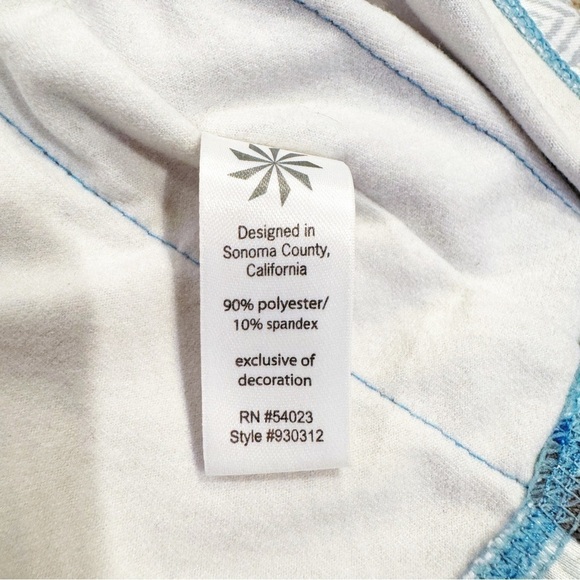 Designed in
Sonoma County,
California
90% polyester/
10% spandex
exclusive of
decoration
RN #54023
Style #930312